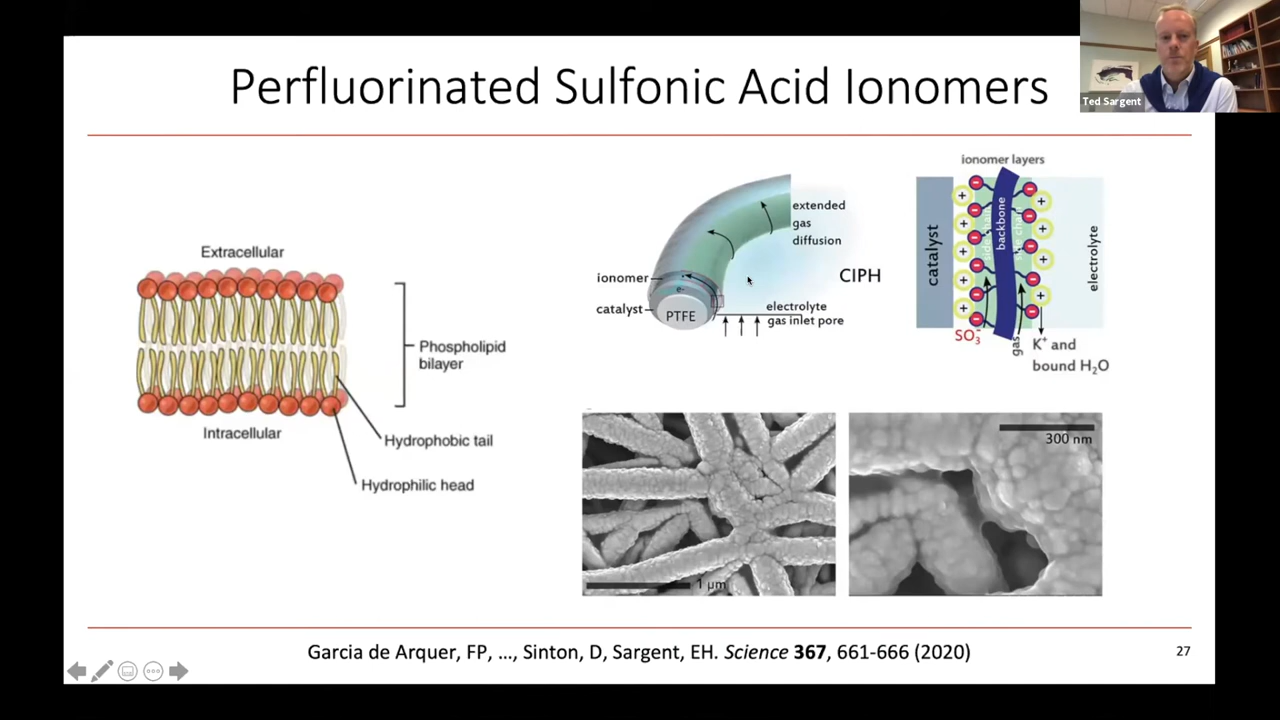 Perfluorinated Sulfonic Acid Ionomers
Ted Sargent
Extracellular
Phospholipid
bilayer
Intracellular
Hydrophobic tail
Hydrophilic head
extended
gas
diffusion
CIPH
ionomer
e-
catalyst
PTFE
electrolyte
gas inlet pore
ionomer layers
catalyst
backbone
electrolyte
SO3-
gas
K+ and
bound H2O
1 μm
300 nm
Garcia de Arquer, FP, ..., Sinton, D, Sargent, EH. Science 367, 661-666 (2020)
27